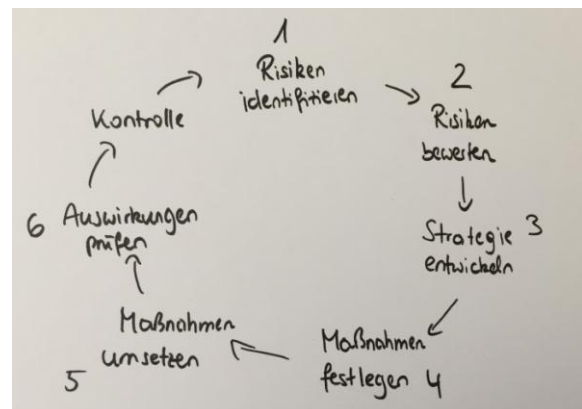 1
Risiken
identifizieren
2
Risiken
bewerten
Strategie 3
entwickeln
Maßnahmen
festlegen 4
Maßnahmen
umsetzen
5
6 Auswirkungen
prüfen
Kontrolle